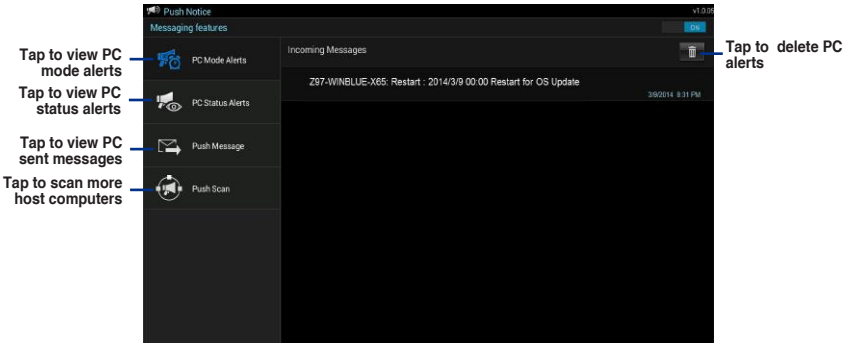 Push Notice
v1.0.05
Messaging features
ON
Tap to view PC
mode alerts
PC Mode Alerts
Incoming Messages
Tap to delete PC
alerts
Z97-WINBLUE-X65: Restart : 2014/3/9 00:00 Restart for OS Update
3/9/2014 8:31 PM
Tap to view PC
status alerts
PC Status Alerts
Tap to view PC
sent messages
Push Message
Tap to scan more
host computers
Push Scan